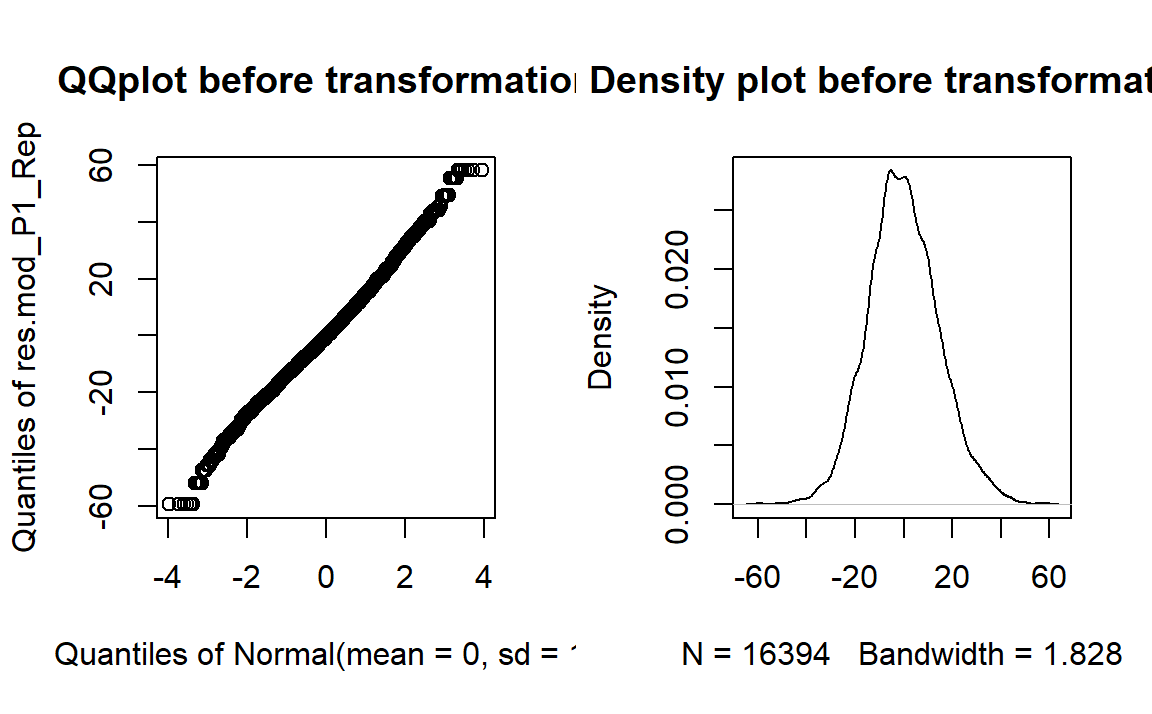 QQplot before transformation
Quantiles of res.mod_P1_Rep
60
20
-20
-60
-4 -2 0 2 4
Quantiles of Normal(mean = 0, sd =
Density plot before transformat
Density
0.020
0.010
0.000
-60 -20 20 60
N = 16394 Bandwidth = 1.828